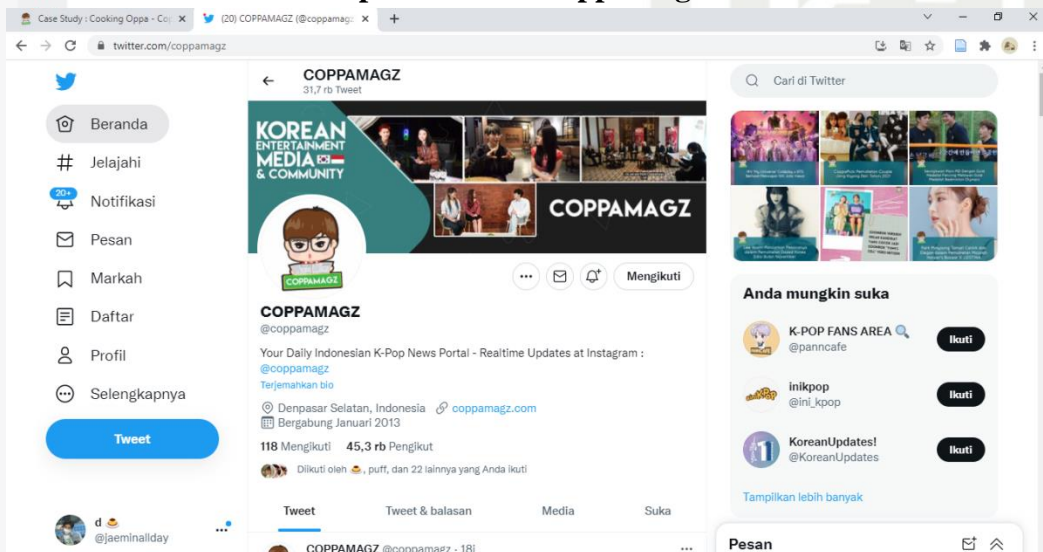 Case Study : Cooking Oppa - Co
(20) COPPAMAGZ (@coppamagz
twitter.com/coppamagz
COPPAMAGZ
31,7 rb Tweet
Cari di Twitter
Beranda
Jelajahi
20+
Notifikasi
Pesan
Markah
Daftar
Profil
Selengkapnya
Tweet
d
@jaeminallday
KOREAN
ENTERTAINMENT
MEDIA
& COMMUNITY
COPPAMAGZ
COPPAMAGZ
Mengikuti
COPPAMAGZ
@coppamagz
Your Daily Indonesian K-Pop News Portal - Realtime Updates at Instagram :
@coppamagz
Terjemahkan bio
Denpasar Selatan, Indonesia coppamagz.com
Bergabung Januari 2013
118 Mengikuti 45,3 rb Pengikut
Diikuti oleh , puff, dan 22 lainnya yang Anda ikuti
Tweet Tweet & balasan Media Suka
COPPAMAGZ @coppamagz · 18j
Anda mungkin suka
K-POP FANS AREA
@panncafe
Ikuti
inikpop
@ini_kpop
Ikuti
KoreanUpdates!
@KoreanUpdates
Ikuti
Tampilkan lebih banyak
Pesan